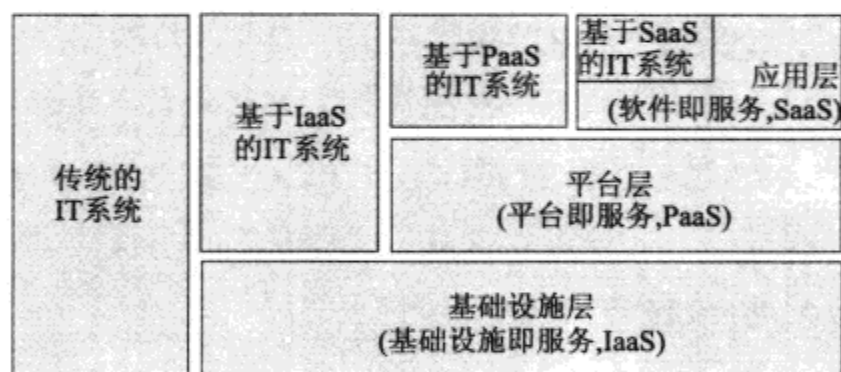 传统的
IT系统
基于IaaS
的IT系统
基于PaaS
的IT系统
基于SaaS
的IT系统
应用层
(软件即服务,SaaS)
平台层
(平台即服务,PaaS)
基础设施层
(基础设施即服务,IaaS)